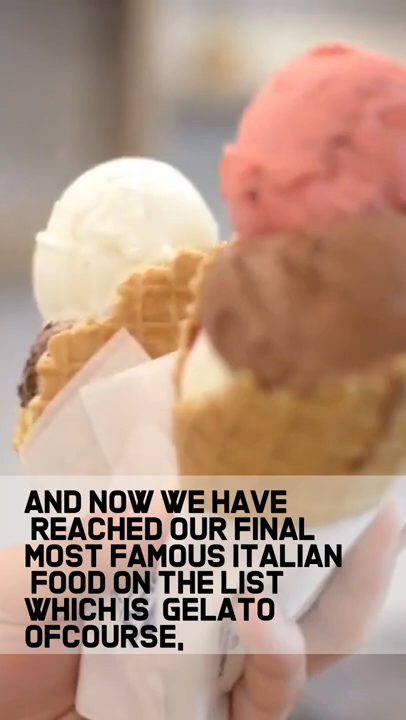 AND NOW WE HAVE
REACHED OUR FINAL
MOST FAMOUS ITALIAN
FOOD ON THE LIST
WHICH IS GELATO
OFCOURSE,